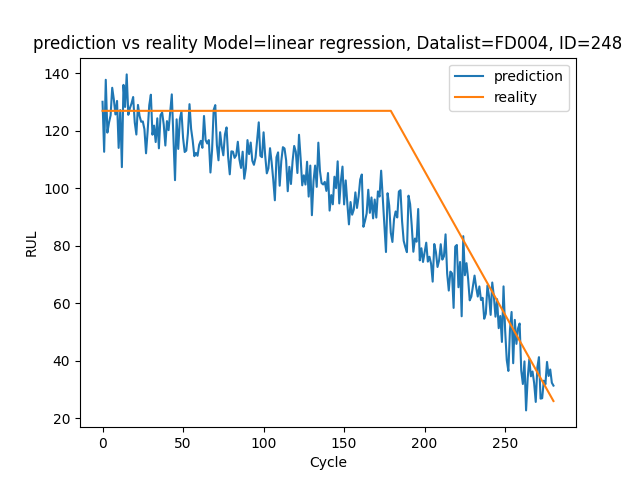 prediction vs reality Model=linear regression, Datalist=FD004, ID=248
prediction
reality
RUL
140
120
100
80
60
40
20
0 50 100 150 200 250
Cycle